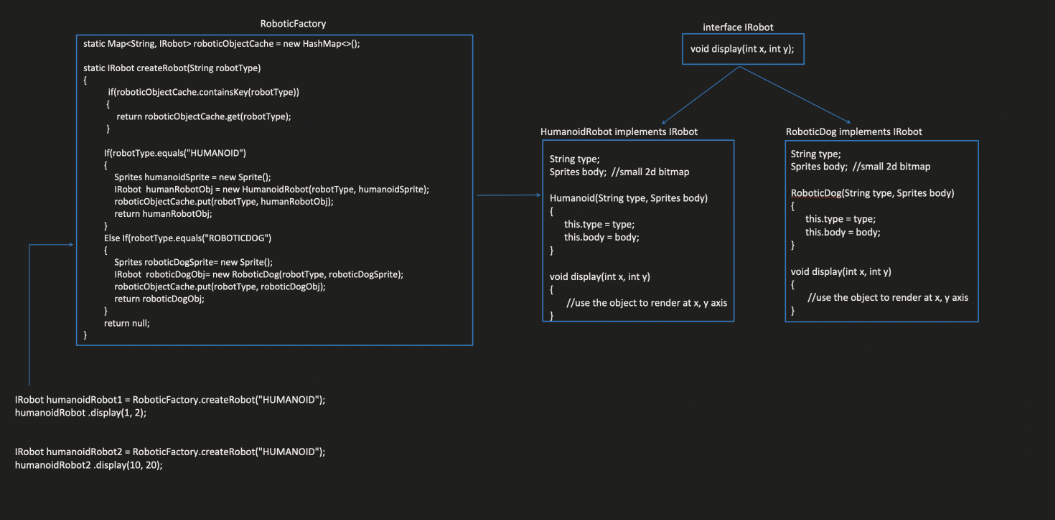 RoboticFactory
static Map<String, IRobot> roboticObjectCache = new HashMap<>();
static IRobot createRobot(String robotType)
{
If(roboticObjectCache.containsKey(robotType))
{
return roboticObjectCache.get(robotType);
}
If(robotType.equals("HUMANOID")
{
Sprites humanoidSprite = new Sprite();
IRobot humanRobotObj = new HumanoidRobot(robotType, humanoidSprite);
roboticObjectCache.put(robotType, humanRobotObj);
return humanRobotObj;
}
Else If(robotType.equals("ROBOTICDOG")
{
Sprites roboticDogSprite= new Sprite();
IRobot roboticDogObj= new RoboticDog(robotType, roboticDogSprite);
roboticObjectCache.put(robotType, roboticDogObj);
return roboticDogObj;
}
return null;
}
interface IRobot
void display(int x, int y);
HumanoidRobot implements IRobot
String type;
Sprites body; //small 2d bitmap
Humanoid(String type, Sprites body)
{
this.type = type;
this.body = body;
}
void display(int x, int y)
{
//use the object to render at x, y axis
}
RoboticDog implements IRobot
String type;
Sprites body; //small 2d bitmap
RoboticDog(String type, Sprites body)
{
this.type = type;
this.body = body;
}
void display(int x, int y)
{
//use the object to render at x, y axis
}
IRobot humanoidRobot1 = RoboticFactory.createRobot("HUMANOID");
humanoidRobot .display(1, 2);
IRobot humanoidRobot2 = RoboticFactory.createRobot("HUMANOID");
humanoidRobot2 .display(10, 20);